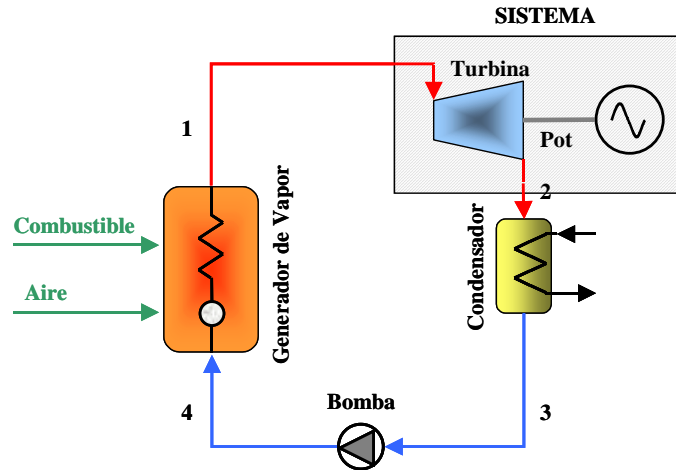 SISTEMA
Turbina
Pot
1
2
Combustible
Generador de Vapor
Condensador
Aire
Bomba
4
3